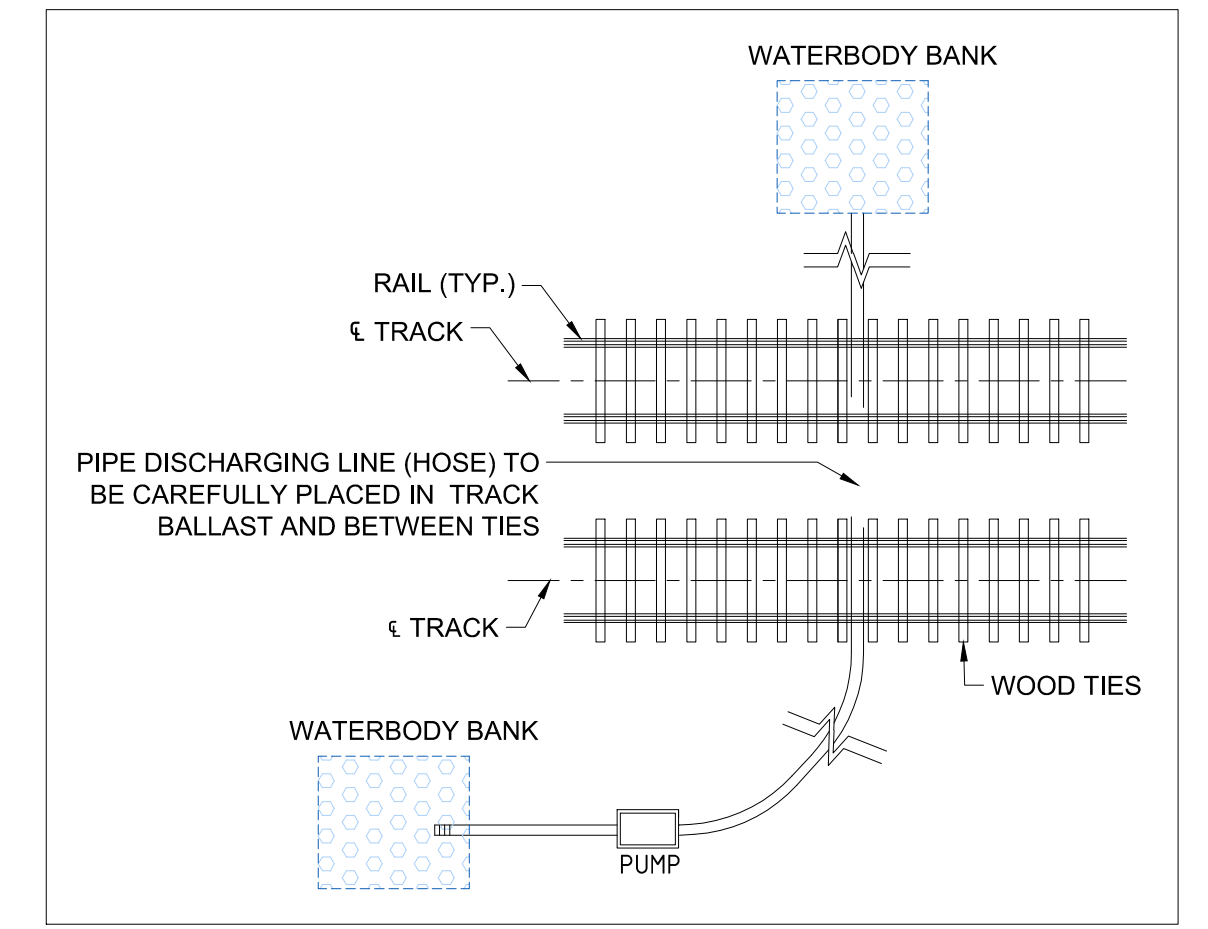 WATERBODY BANK
RAIL (TYP.)
℄ TRACK
PIPE DISCHARGING LINE (HOSE) TO
BE CAREFULLY PLACED IN TRACK
BALLAST AND BETWEEN TIES
℄ TRACK
WOOD TIES
WATERBODY BANK
PUMP